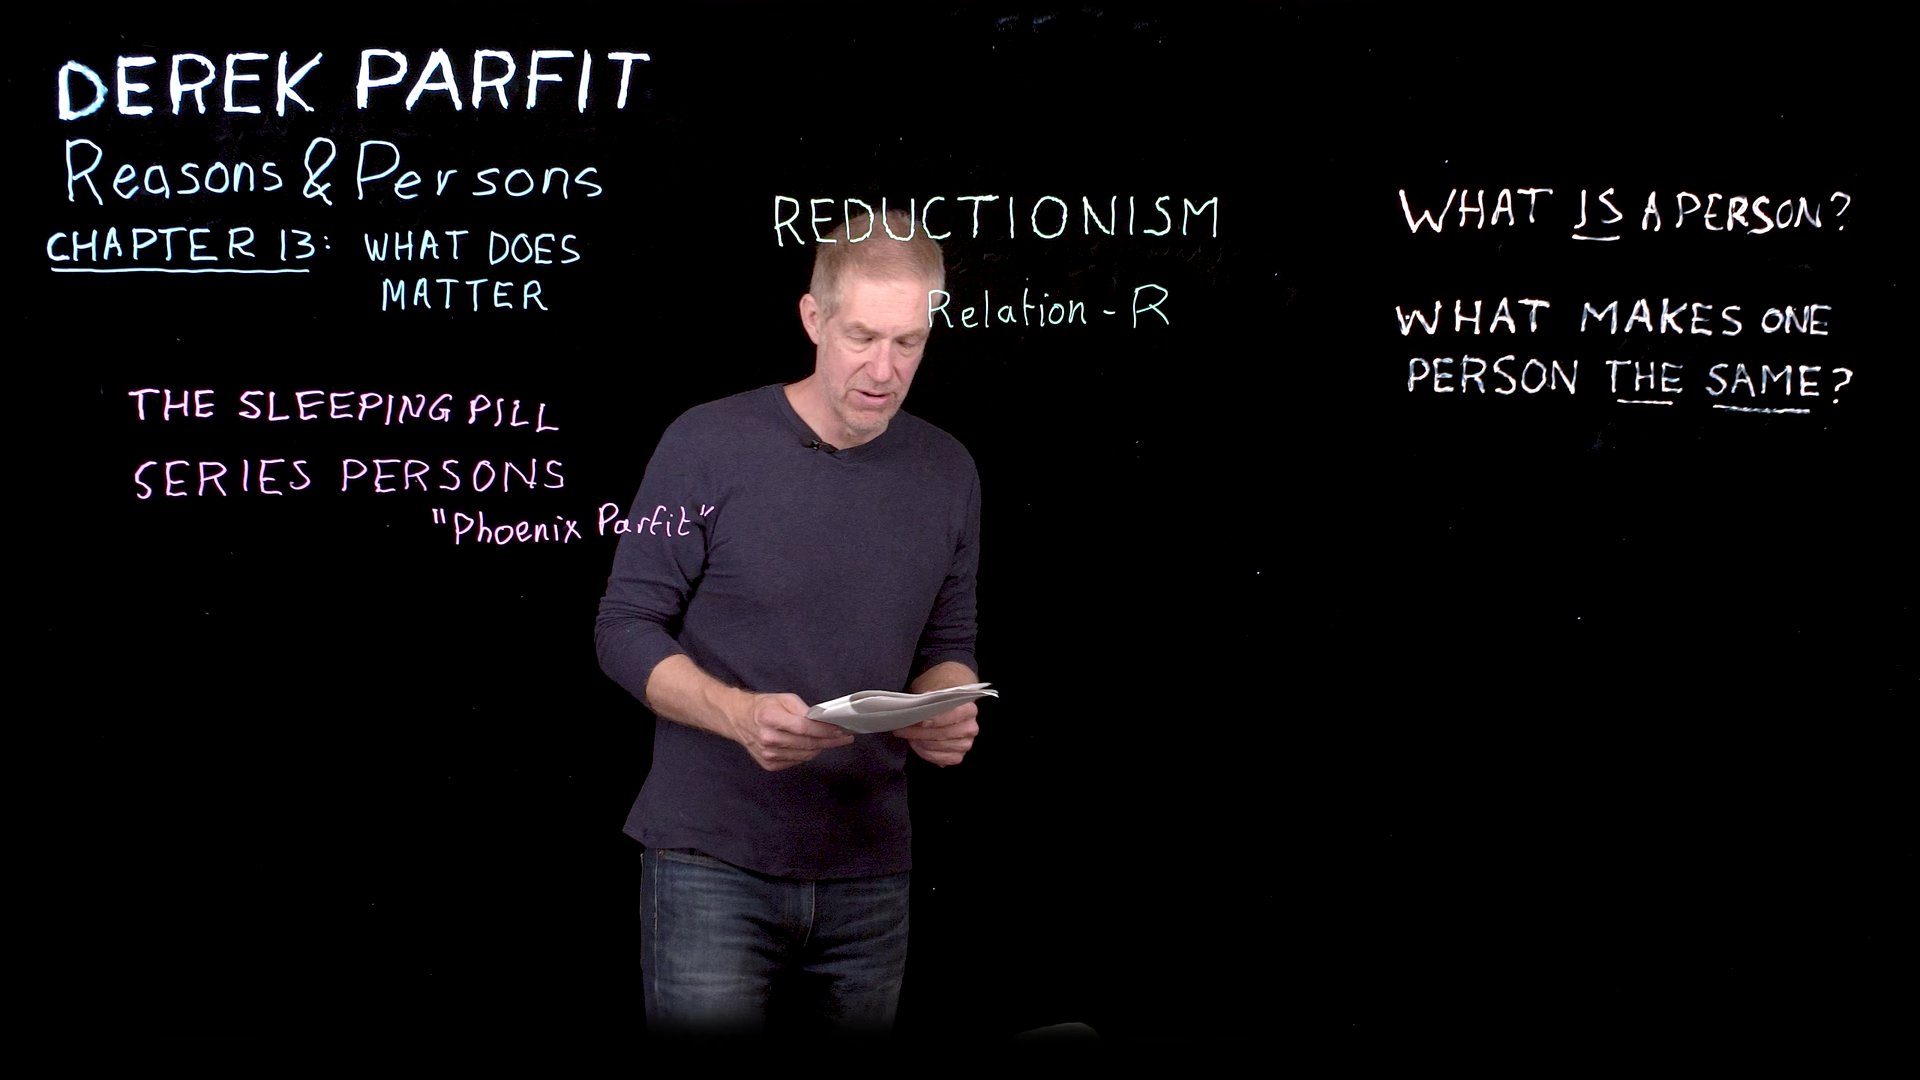 DEREK PARFIT
Reasons & Persons
CHAPTER 13: WHAT DOES
MATTER
THE SLEEPING PILL
SERIES PERSONS
"Phoenix Parfit"
REDUCTIONISM
Relation - R
WHAT IS A PERSON?
WHAT MAKES ONE
PERSON THE SAME?